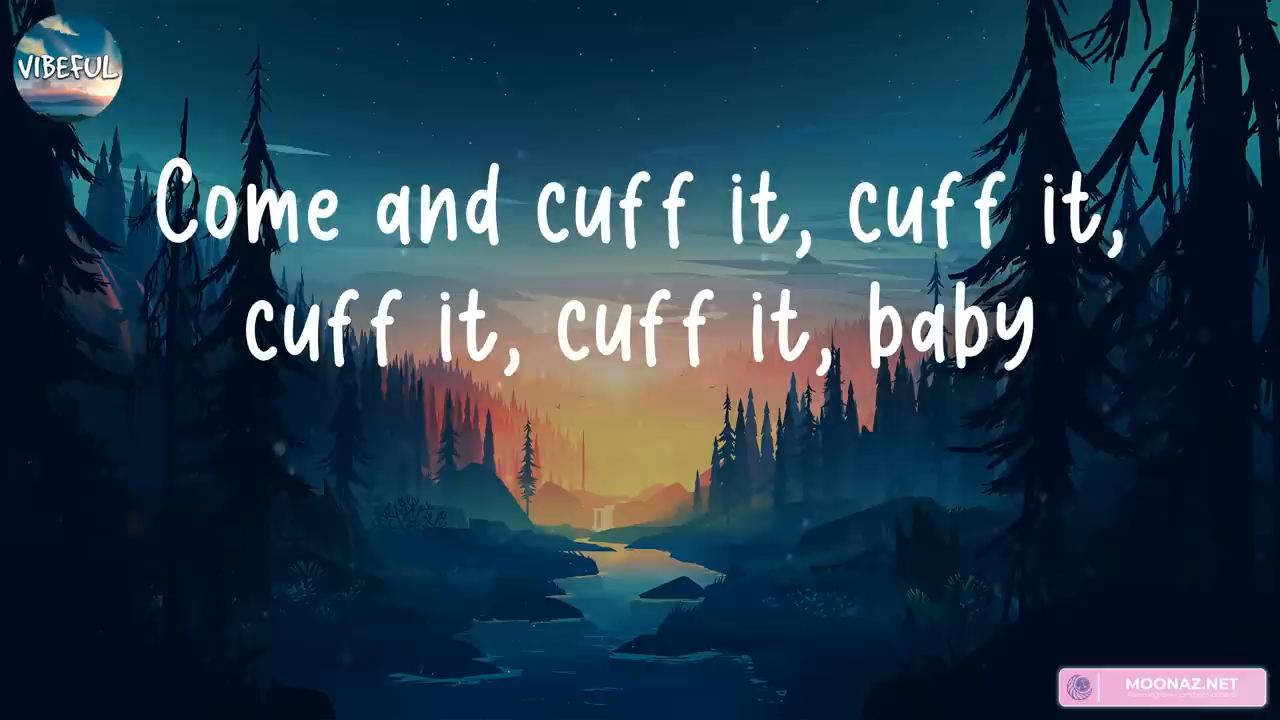 VIBEFUL
Come and cuff it, cuff it,
cuff it, cuff it, baby
MOONAZ.NET